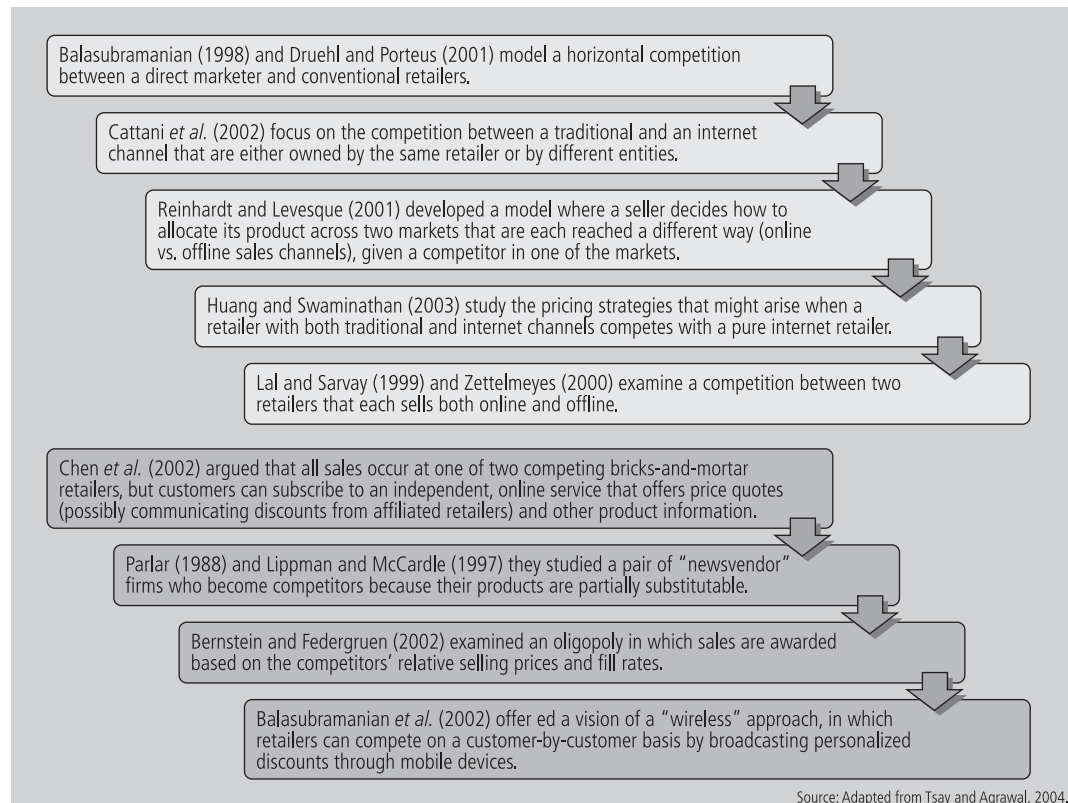 Balasubramanian (1998) and Druehl and Porteus (2001) model a horizontal competition
between a direct marketer and conventional retailers.
Cattani et al. (2002) focus on the competition between a traditional and an internet
channel that are either owned by the same retailer or by different entities.
Reinhardt and Levesque (2001) developed a model where a seller decides how to
allocate its product across two markets that are each reached a different way (online
vs. offline sales channels), given a competitor in one of the markets.
Huang and Swaminathan (2003) study the pricing strategies that might arise when a
retailer with both traditional and internet channels competes with a pure internet retailer.
Lal and Sarvay (1999) and Zettelmeyes (2000) examine a competition between two
retailers that each sells both online and offline.
Chen et al. (2002) argued that all sales occur at one of two competing bricks-and-mortar
retailers, but customers can subscribe to an independent, online service that offers price quotes
(possibly communicating discounts from affiliated retailers) and other product information.
Parlar (1988) and Lippman and McCardle (1997) they studied a pair of “newsvendor”
firms who become competitors because their products are partially substitutable.
Bernstein and Federgruen (2002) examined an oligopoly in which sales are awarded
based on the competitors’ relative selling prices and fill rates.
Balasubramanian et al. (2002) offer ed a vision of a “wireless” approach, in which
retailers can compete on a customer-by-customer basis by broadcasting personalized
discounts through mobile devices.
Source: Adapted from Tsay and Agrawal, 2004.